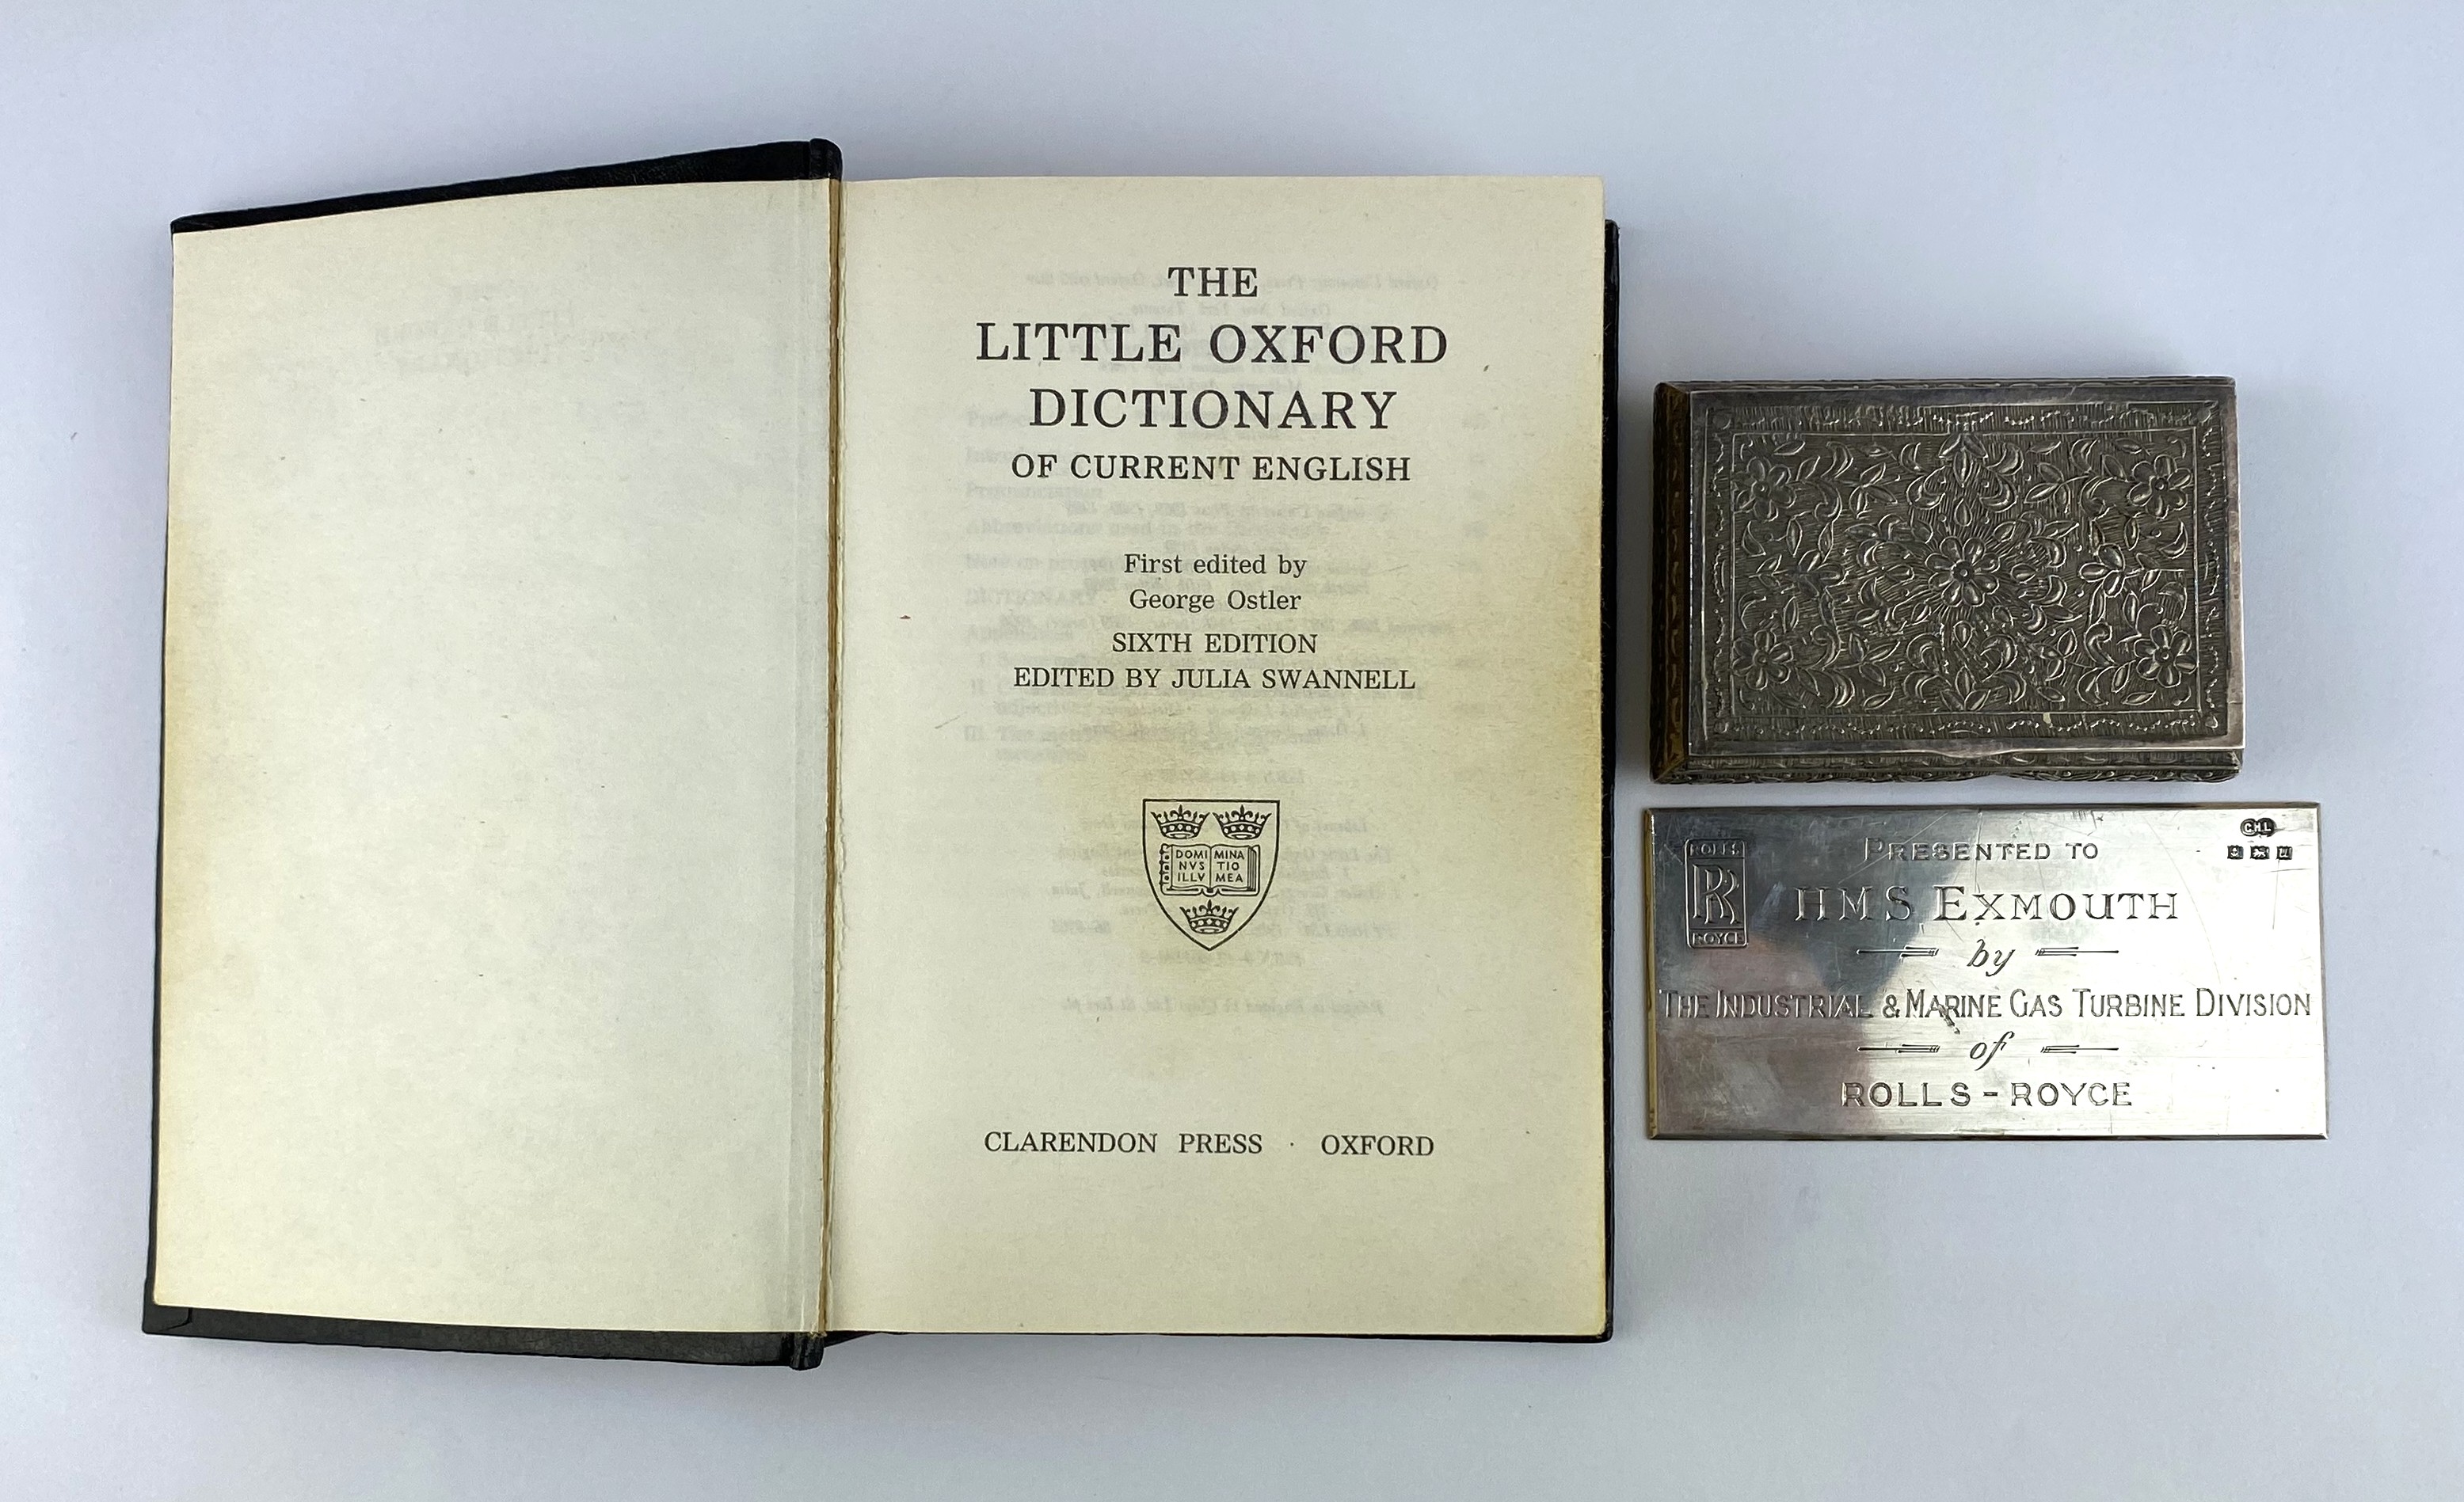 THE
LITTLE OXFORD
DICTIONARY
OF CURRENT ENGLISH
First edited by
George Ostler
SIXTH EDITION
EDITED BY JULIA SWANNELL
DOMI MINA
NVS TIO
ILLV MEA
CLARENDON PRESS · OXFORD
ROLLS
RR
ROYCE
CHL
PRESENTED TO
HMS EXMOUTH
by
THE INDUSTRIAL & MARINE GAS TURBINE DIVISION
of
ROLLS-ROYCE